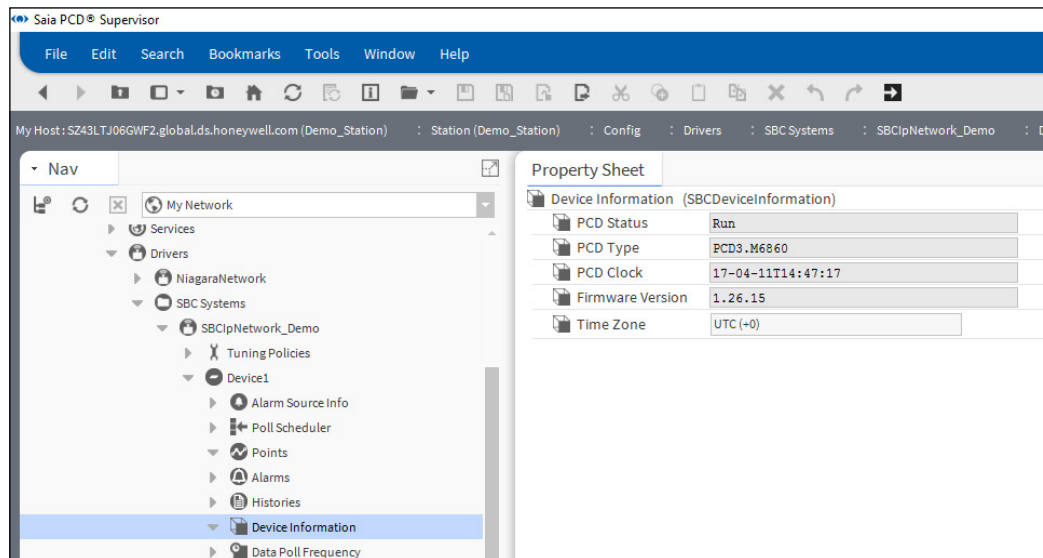 Saia PCD® Supervisor
File Edit Search Bookmarks Tools Window Help
My Host : SZ43LTJ06GWF2.global.ds.honeywell.com (Demo_Station) : Station (Demo_Station) : Config : Drivers : SBC Systems : SBCIpNetwork_Demo :
Nav
My Network
Services
Drivers
NiagaraNetwork
SBC Systems
SBCIpNetwork_Demo
Tuning Policies
Device1
Alarm Source Info
Poll Scheduler
Points
Alarms
Histories
Device Information
Data Poll Frequency
Property Sheet
Device Information (SBCDeviceInformation)
PCD Status Run
PCD Type PCD3.M6860
PCD Clock 17-04-11T14:47:17
Firmware Version 1.26.15
Time Zone UTC (+0)